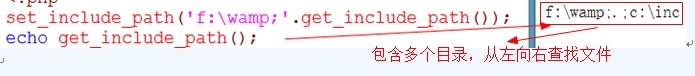 <?php
set_include_path('f:\wamp;'.get_include_path());
echo get_include_path();
f:\wamp;.;c:\inc
包含多个目录，从左向右查找文件